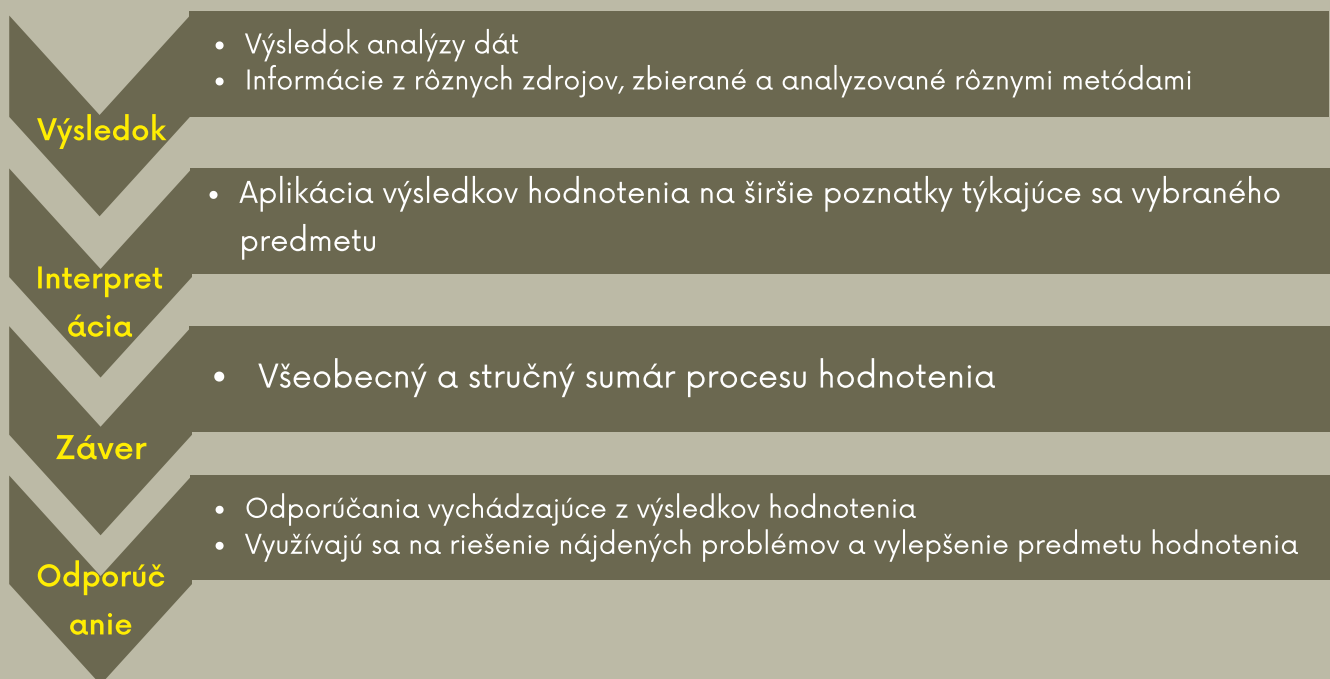 Výsledok
• Výsledok analýzy dát
• Informácie z rôznych zdrojov, zbierané a analyzované rôznymi metódami
Interpret
ácia
• Aplikácia výsledkov hodnotenia na širšie poznatky týkajúce sa vybraného
predmetu
Záver
• Všeobecný a stručný sumár procesu hodnotenia
Odporúč
anie
• Odporúčania vychádzajúce z výsledkov hodnotenia
• Využívajú sa na riešenie nájdených problémov a vylepšenie predmetu hodnotenia